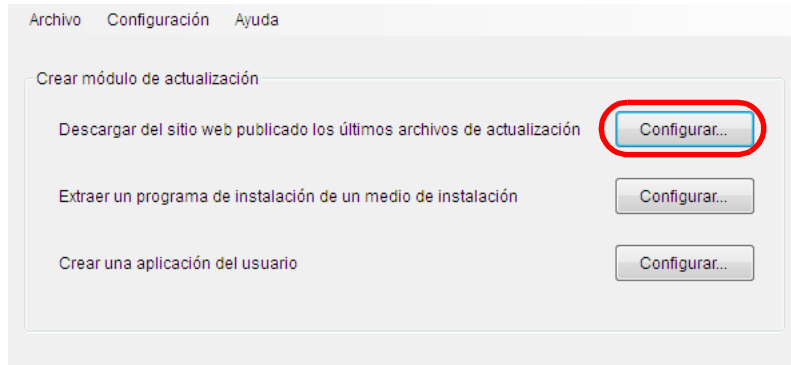 Archivo Configuración Ayuda
Crear módulo de actualización
Descargar del sitio web publicado los últimos archivos de actualización Configurar...
Extraer un programa de instalación de un medio de instalación Configurar...
Crear una aplicación del usuario Configurar...